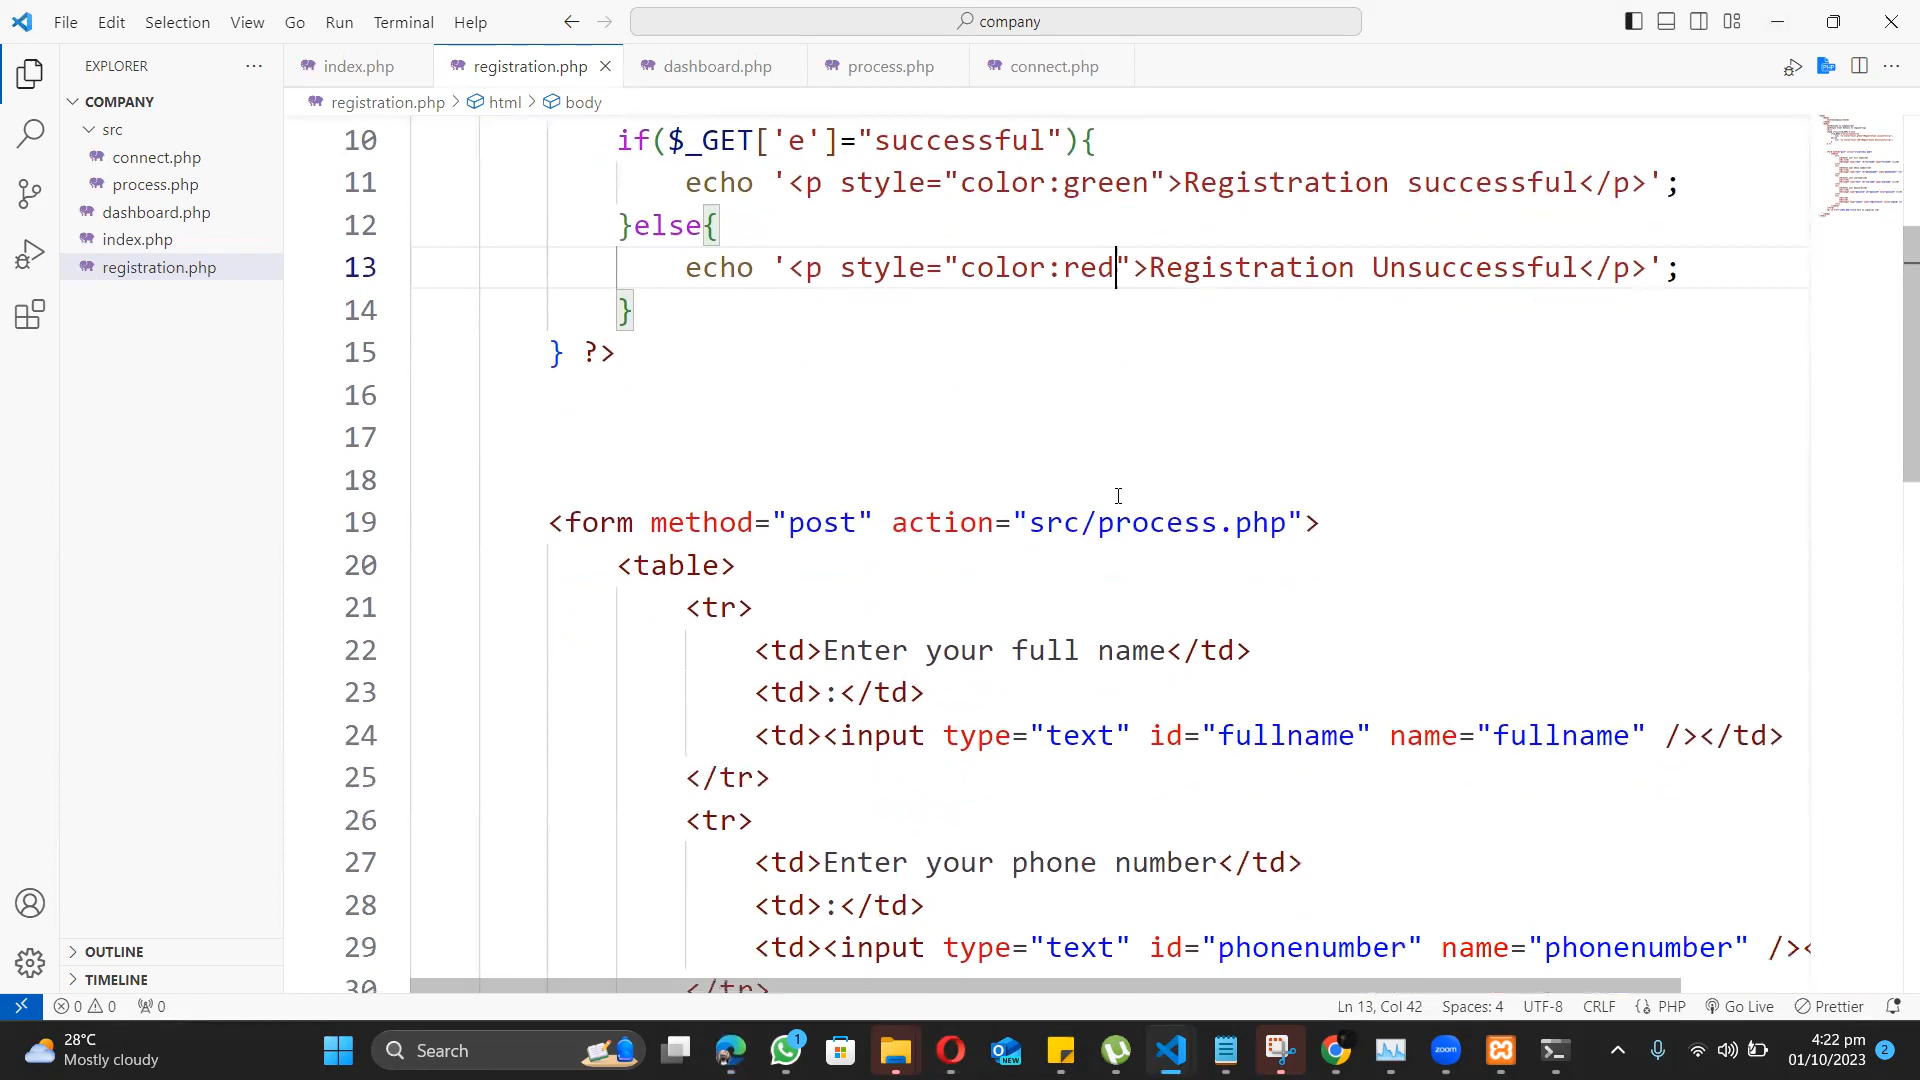 File Edit Selection View Go Run Terminal Help
company
EXPLORER
COMPANY
src
connect.php
process.php
dashboard.php
index.php
registration.php
OUTLINE
TIMELINE
index.php registration.php dashboard.php process.php connect.php
registration.php > html > body
10 if($_GET['e']="successful"){
11 echo '<p style="color:green">Registration successful</p>';
12 }else{
13 echo '<p style="color:red">Registration Unsuccessful</p>';
14 }
15 } ?>
16
17
18
19 <form method="post" action="src/process.php">
20 <table>
21 <tr>
22 <td>Enter your full name</td>
23 <td>:</td>
24 <td><input type="text" id="fullname" name="fullname" /></td>
25 </tr>
26 <tr>
27 <td>Enter your phone number</td>
28 <td>:</td>
29 <td><input type="text" id="phonenumber" name="phonenumber" /><
30 </tr>
0 0 0 Ln 13, Col 42 Spaces: 4 UTF-8 CRLF PHP Go Live Prettier
28°C
Mostly cloudy
Search
1
NEW
zoom
4:22 pm
01/10/2023
2